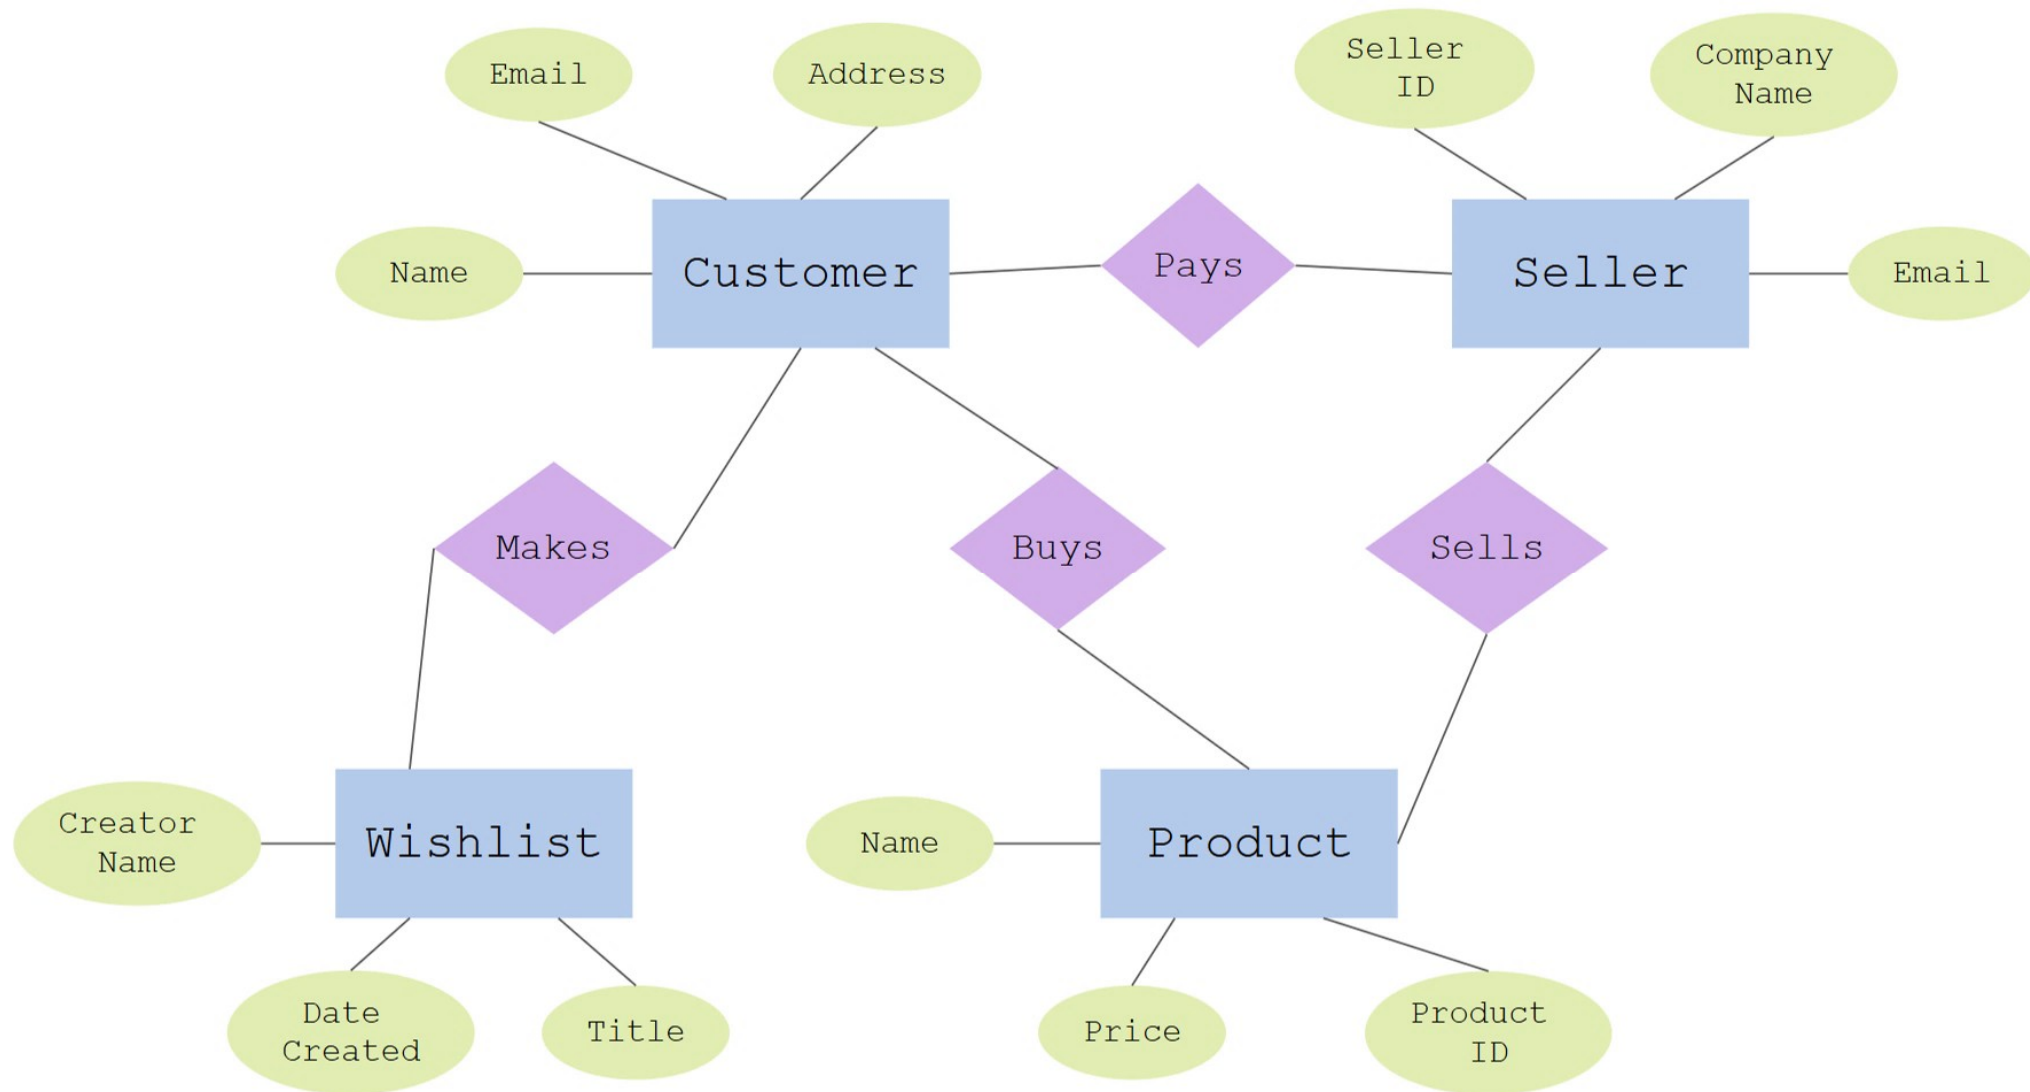 Email
Address
Seller
ID
Company
Name
Name
Customer
Pays
Seller
Email
Makes
Buys
Sells
Creator
Name
Wishlist
Name
Product
Date
Created
Title
Price
Product
ID